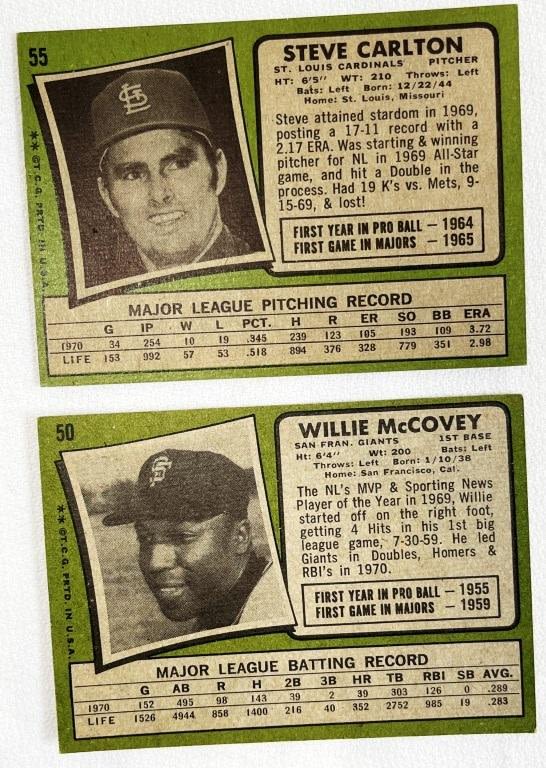 55
STEVE CARLTON
ST. LOUIS CARDINALS PITCHER
HT: 6'5" WT: 210 Throws: Left
Bats: Left Born: 12/22/44
Home: St. Louis, Missouri
Steve attained stardom in 1969,
posting a 17-11 record with a
2.17 ERA. Was starting & winning
pitcher for NL in 1969 All-Star
game, and hit a Double in the
process. Had 19 K's vs. Mets, 9-
15-69, & lost!
FIRST YEAR IN PRO BALL — 1964
FIRST GAME IN MAJORS — 1965
** ©T.C.G. PRTD. IN U.S.A.
MAJOR LEAGUE PITCHING RECORD
G IP W L PCT. H R ER SO BB ERA
1970 34 254 10 19 .345 239 123 105 193 109 3.72
LIFE 153 992 57 53 .518 894 376 328 779 351 2.98
50
WILLIE McCOVEY
SAN FRAN. GIANTS 1ST BASE
Ht: 6'4" Wt: 200 Bats: Left
Throws: Left Born: 1/10/38
Home: San Francisco, Cal.
The NL's MVP & Sporting News
Player of the Year in 1969, Willie
started off on the right foot,
getting 4 Hits in his 1st big
league game, 7-30-59. He led
Giants in Doubles, Homers &
RBI's in 1970.
FIRST YEAR IN PRO BALL — 1955
FIRST GAME IN MAJORS — 1959
** ©T.C.G. PRTD. IN U.S.A.
MAJOR LEAGUE BATTING RECORD
G AB R H 2B 3B HR TB RBI SB AVG.
1970 152 495 98 143 39 2 39 303 126 0 .289
LIFE 1526 4944 858 1400 216 40 352 2752 985 19 .283